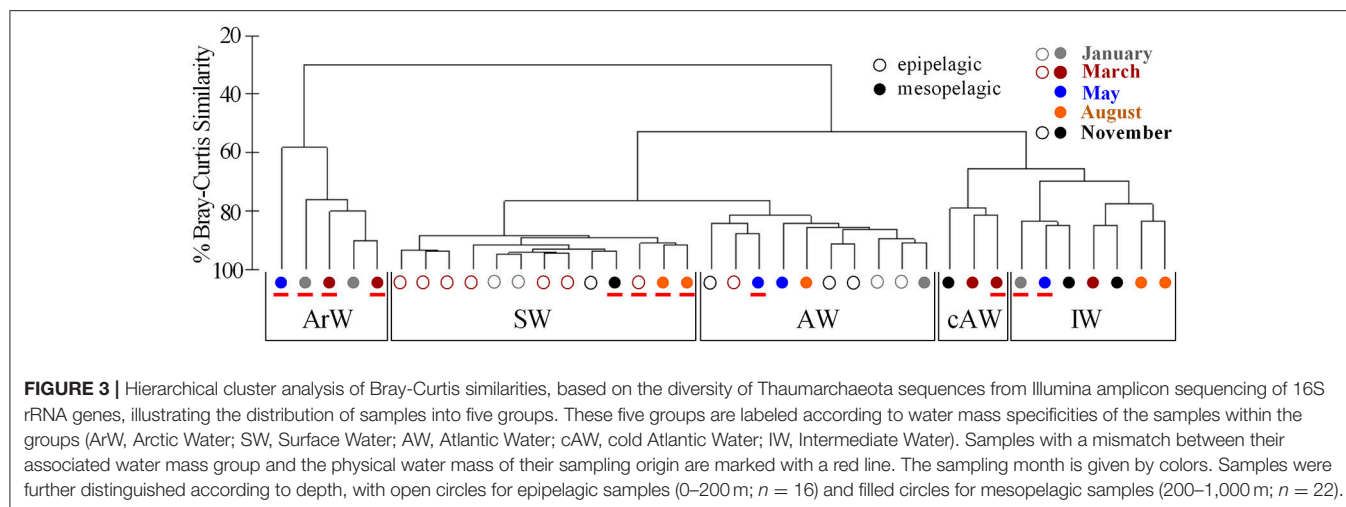 20
40
60
80
100
% Bray-Curtis Similarity
epipelagic
mesopelagic
January
March
May
August
November
ArW
SW
AW
cAW
IW
FIGURE 3 | Hierarchical cluster analysis of Bray-Curtis similarities, based on the diversity of Thaumarchaeota sequences from Illumina amplicon sequencing of 16S
rRNA genes, illustrating the distribution of samples into five groups. These five groups are labeled according to water mass specificities of the samples within the
groups (ArW, Arctic Water; SW, Surface Water; AW, Atlantic Water; cAW, cold Atlantic Water; IW, Intermediate Water). Samples with a mismatch between their
associated water mass group and the physical water mass of their sampling origin are marked with a red line. The sampling month is given by colors. Samples were
further distinguished according to depth, with open circles for epipelagic samples (0–200 m; n = 16) and filled circles for mesopelagic samples (200–1,000 m; n = 22).